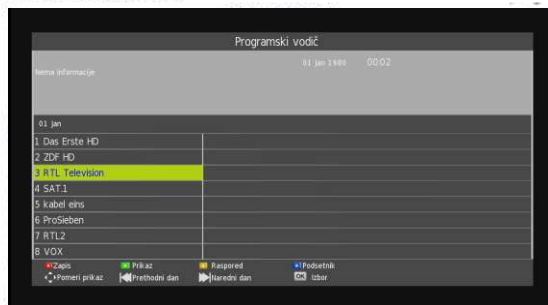 Programski vodič
01 Jan 1980 00:02
Nema informacije
01 Jan
1 Das Erste HD
2 ZDF HD
3 RTL Television
4 SAT.1
5 kabel eins
6 ProSieben
7 RTL2
8 VOX
Zapis Prikaz Raspored Podsetnik
Pomeri prikaz Prethodni dan Naredni dan OK Izbor